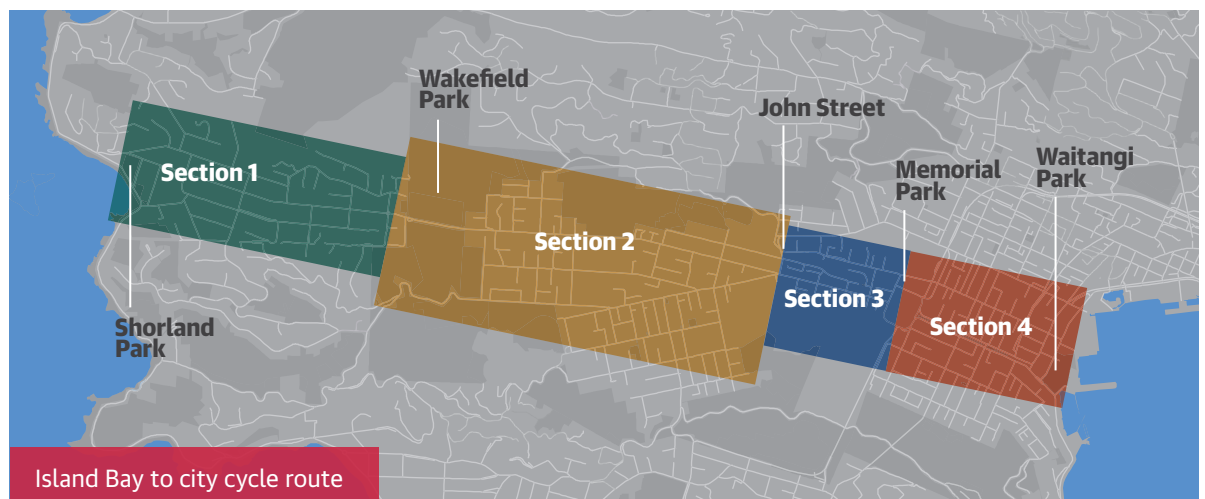 Wakefield
Park
John Street
Waitangi
Park
Memorial
Park
Section 1
Section 2
Section 3
Section 4
Shorland
Park
Island Bay to city cycle route